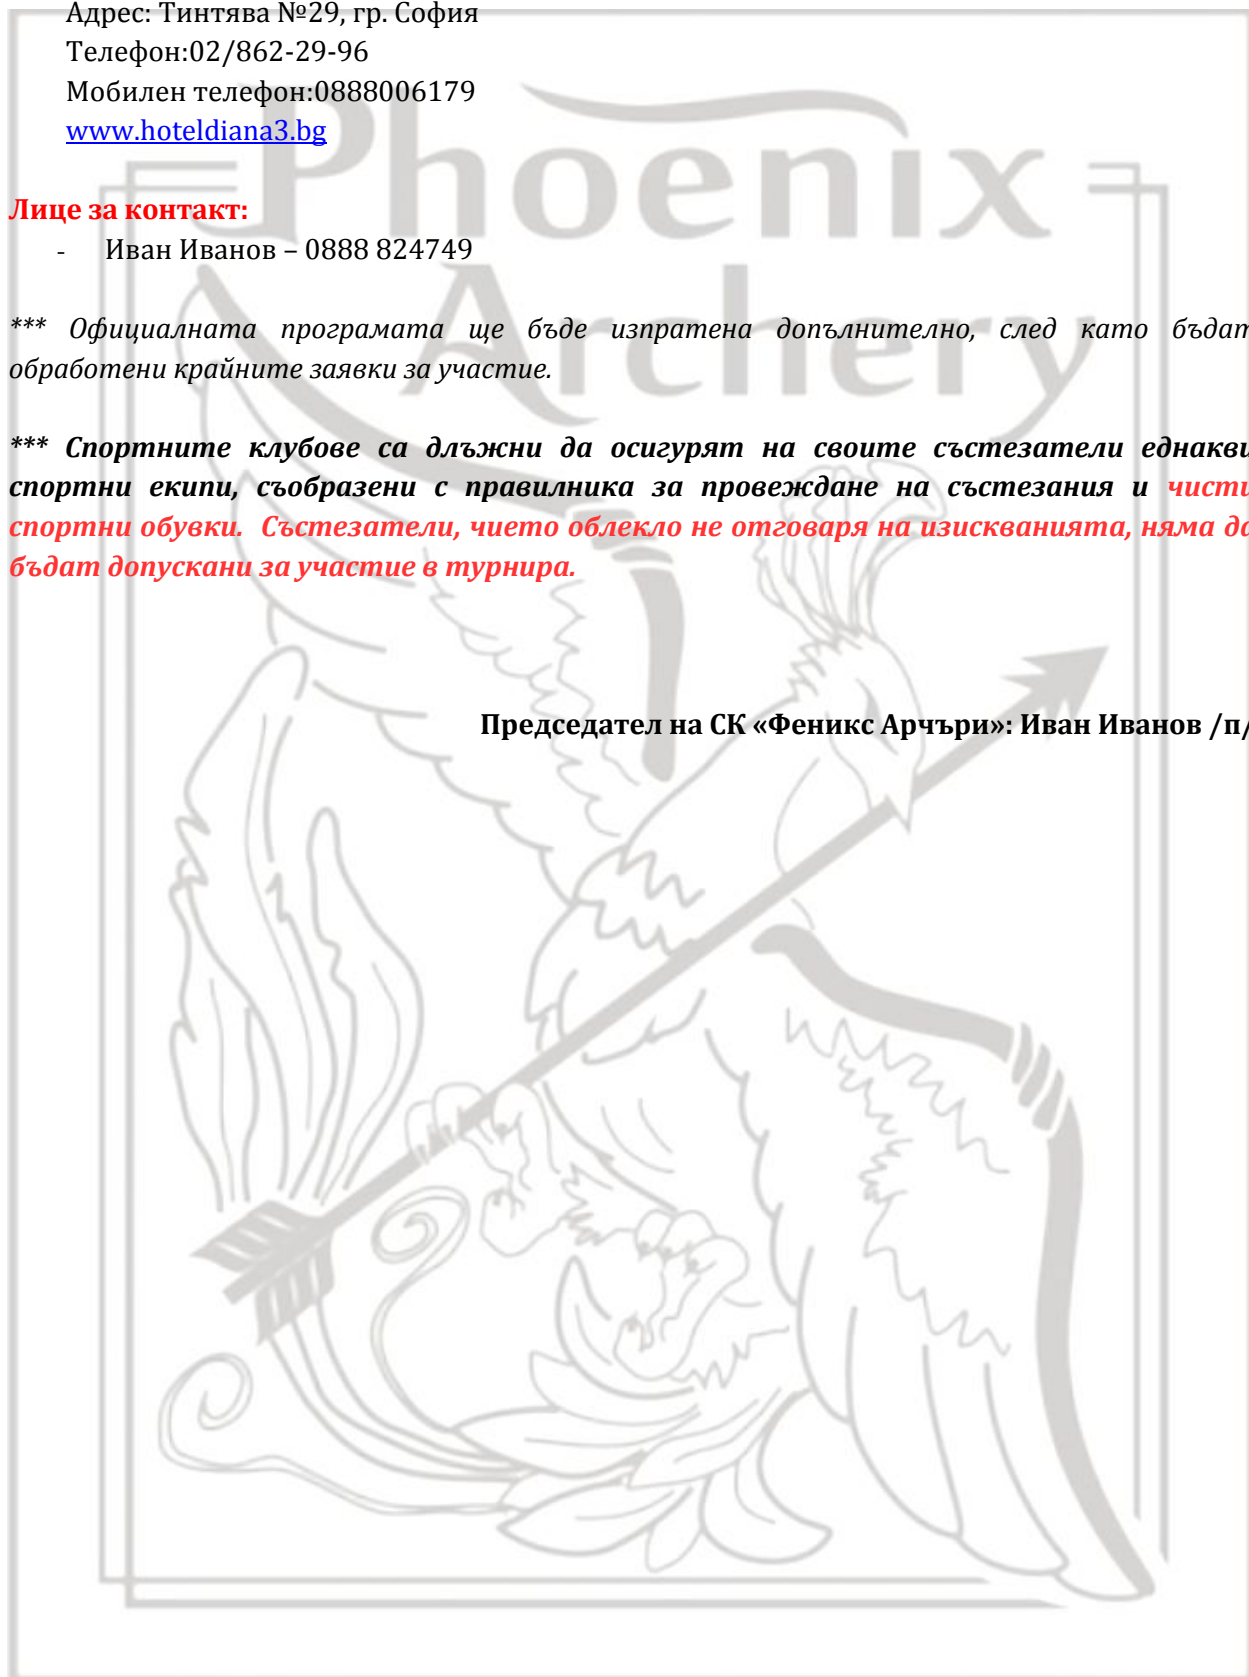 Адрес: Тинтява №29, гр. София
Телефон:02/862-29-96
Мобилен телефон:0888006179
www.hoteldiana3.bg
Phoenix
Лице за контакт:
- Иван Иванов – 0888 824749
Archery
*** Официалната програмата ще бъде изпратена допълнително, след като бъдат
обработени крайните заявки за участие.
*** Спортните клубове са длъжни да осигурят на своите състезатели еднакви
спортни екипи, съобразени с правилника за провеждане на състезания и чисти
спортни обувки. Състезатели, чието облекло не отговаря на изискванията, няма да
бъдат допускани за участие в турнира.
Председател на СК «Феникс Арчъри»: Иван Иванов /п/